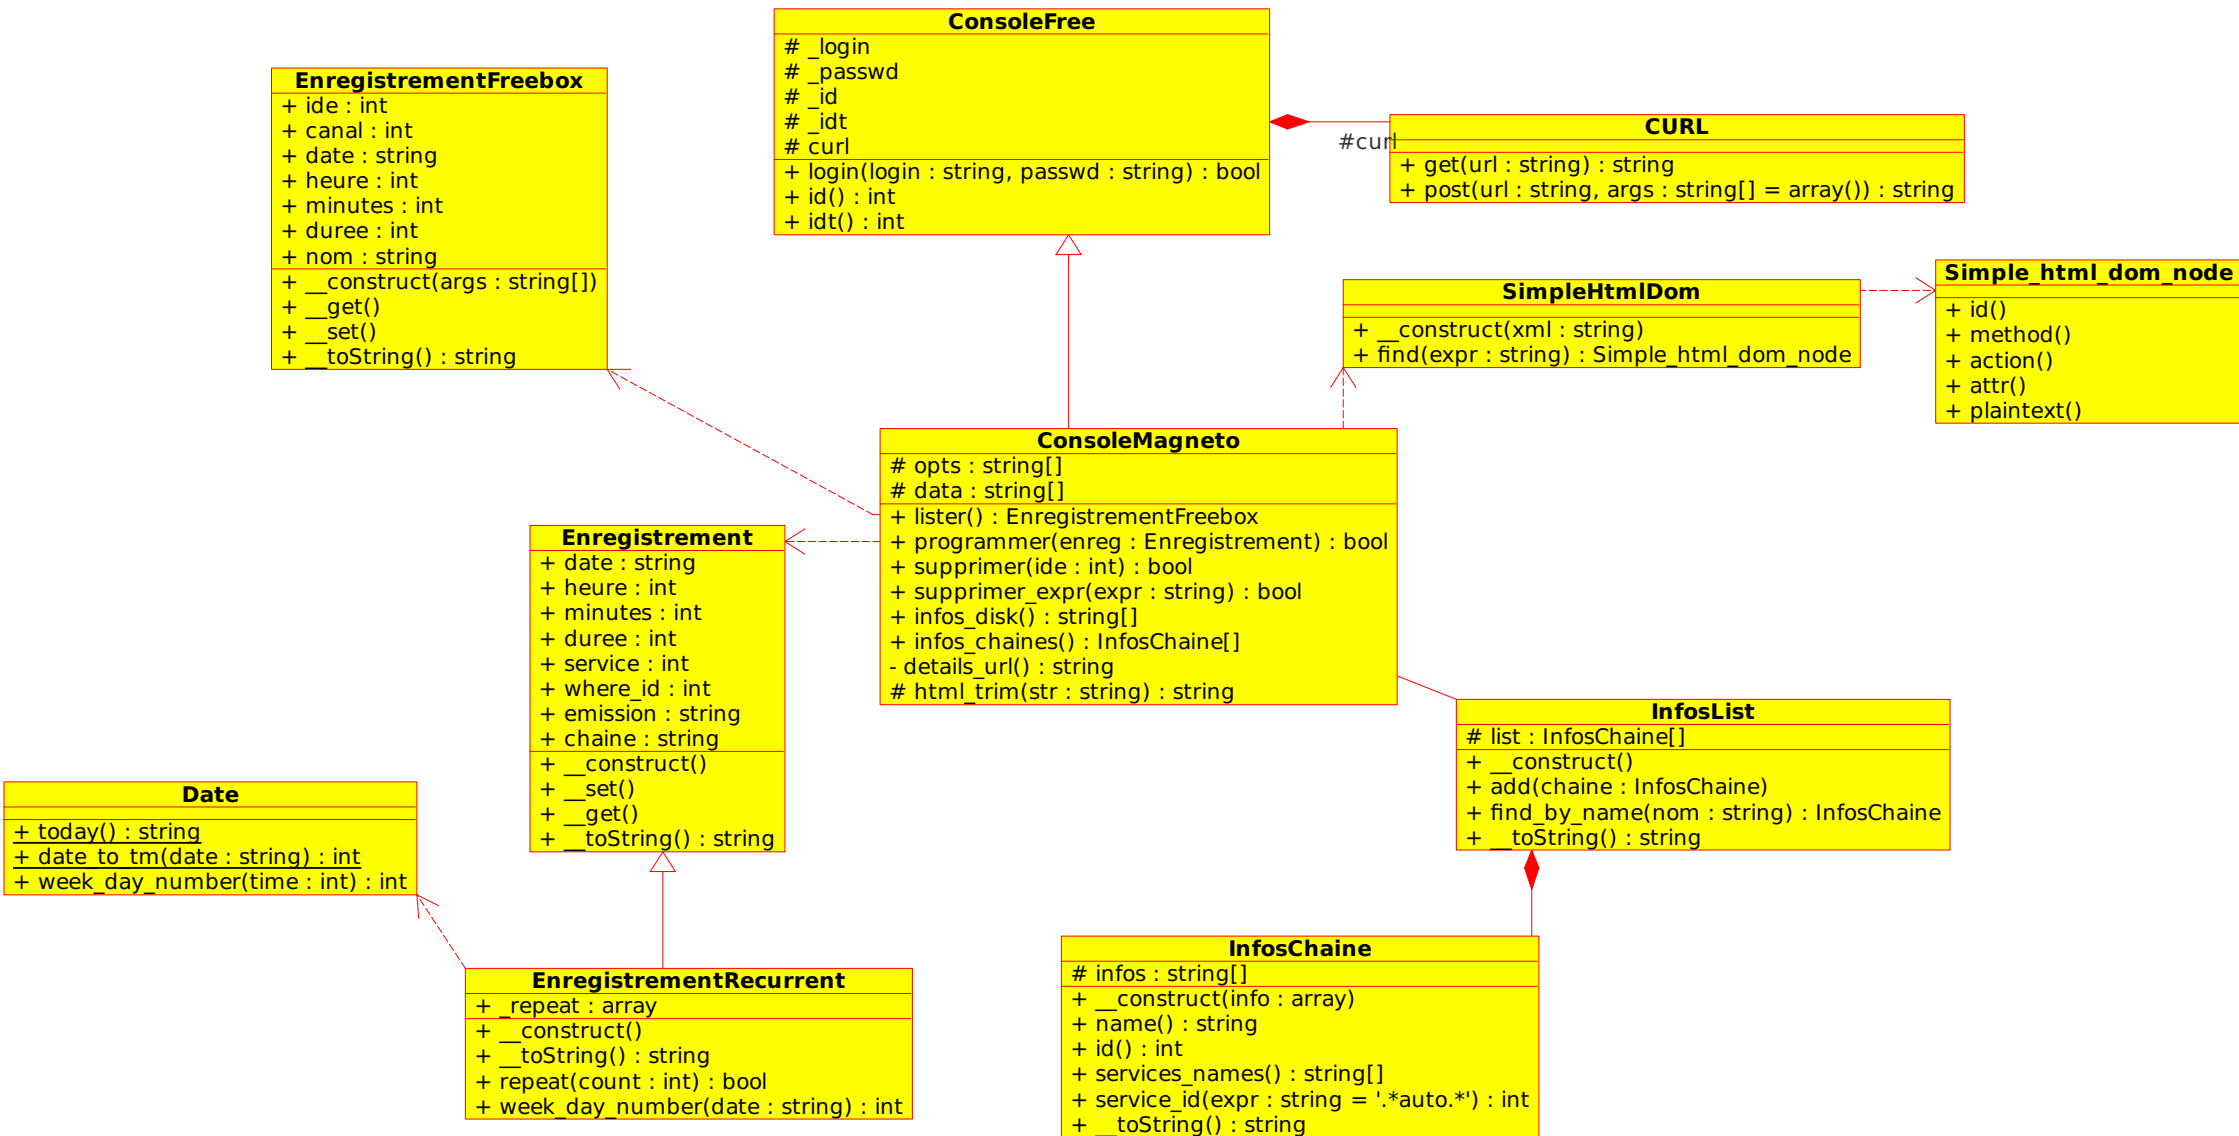 ConsoleFree
# _login
# _passwd
# _id
# _idt
# curl
+ login(login : string, passwd : string) : bool
+ id() : int
+ idt() : int
EnregistrementFreebox
+ ide : int
+ canal : int
+ date : string
+ heure : int
+ minutes : int
+ duree : int
+ nom : string
+ __construct(args : string[])
+ __get()
+ __set()
+ __toString() : string
#curl
CURL
+ get(url : string) : string
+ post(url : string, args : string[] = array()) : string
SimpleHtmlDom
+ __construct(xml : string)
+ find(expr : string) : Simple_html_dom_node
Simple_html_dom_node
+ id()
+ method()
+ action()
+ attr()
+ plaintext()
ConsoleMagneto
# opts : string[]
# data : string[]
+ lister() : EnregistrementFreebox
+ programmer(enreg : Enregistrement) : bool
+ supprimer(ide : int) : bool
+ supprimer_expr(expr : string) : bool
+ infos_disk() : string[]
+ infos_chaines() : InfosChaine[]
- details_url() : string
# html_trim(str : string) : string
Enregistrement
+ date : string
+ heure : int
+ minutes : int
+ duree : int
+ service : int
+ where_id : int
+ emission : string
+ chaine : string
+ __construct()
+ __set()
+ __get()
+ __toString() : string
InfosList
# list : InfosChaine[]
+ __construct()
+ add(chaine : InfosChaine)
+ find_by_name(nom : string) : InfosChaine
+ __toString() : string
Date
+ today() : string
+ date_to_tm(date : string) : int
+ week_day_number(time : int) : int
EnregistrementRecurrent
+ _repeat : array
+ __construct()
+ __toString() : string
+ repeat(count : int) : bool
+ week_day_number(date : string) : int
InfosChaine
# infos : string[]
+ __construct(info : array)
+ name() : string
+ id() : int
+ services_names() : string[]
+ service_id(expr : string = '.*auto.*') : int
+ __toString() : string